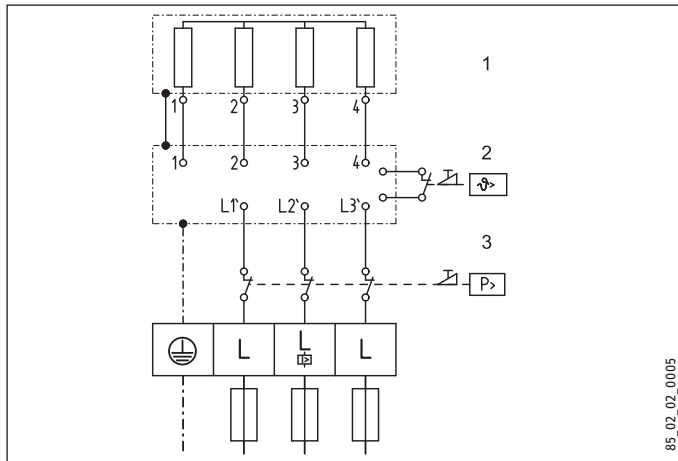 1
1 2 3 4
1 2 3 4
2
ϑ>
L1` L2` L3`
3
P>
L L L
I>
85_02_02_0005